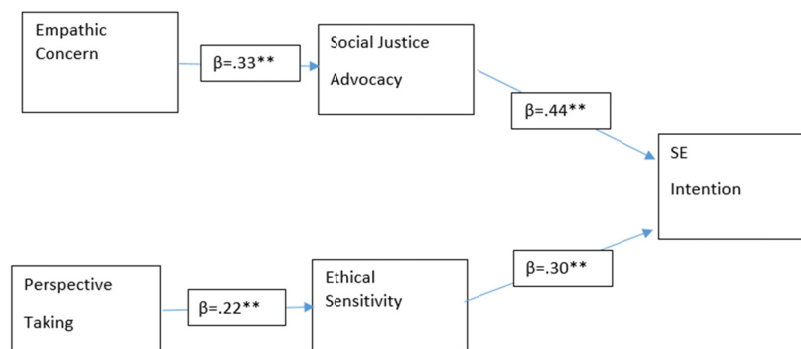 Empathic
Concern
β=.33**
Social Justice
Advocacy
β=.44**
SE
Intention
Perspective
Taking
β=.22**
Ethical
Sensitivity
β=.30**